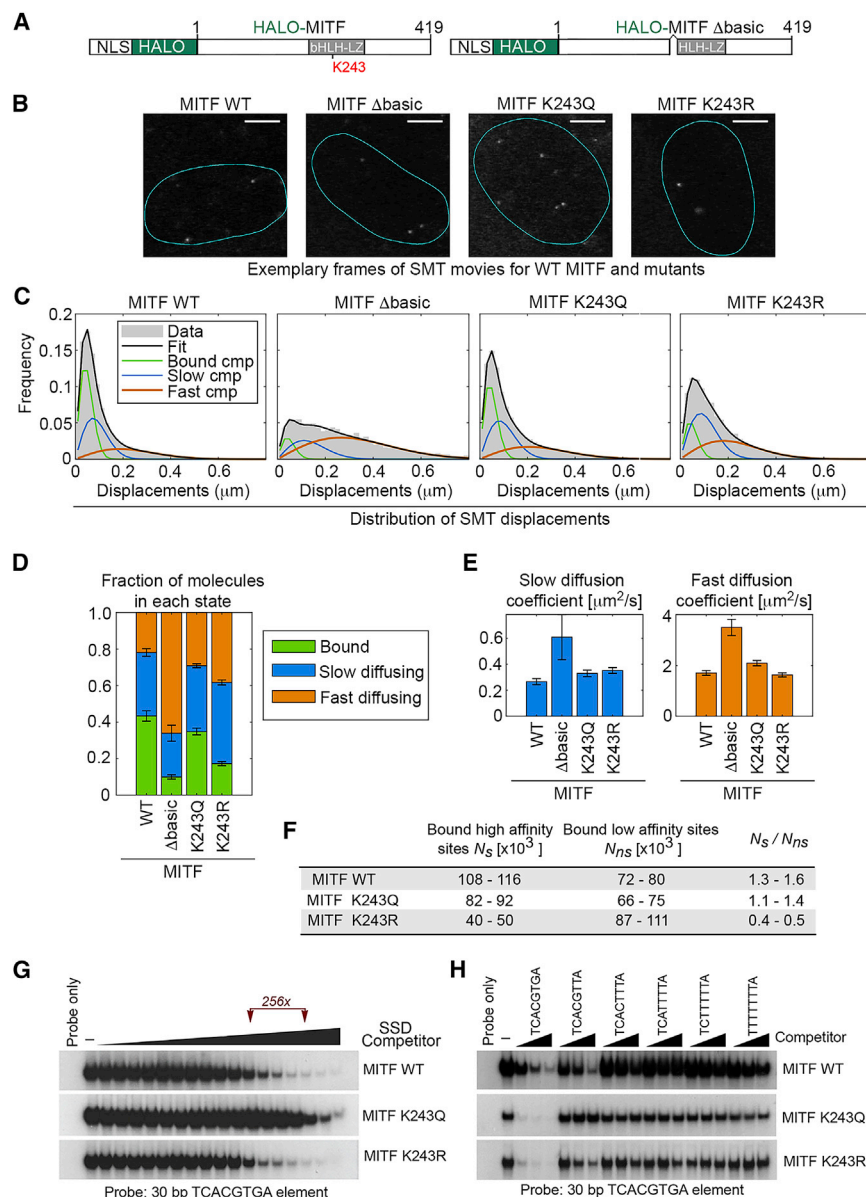 A
1 HALO-MITF 419
NLS HALO bHLH-LZ
K243
1 HALO-MITF Δbasic 419
NLS HALO HLH-LZ
B
MITF WT MITF Δbasic MITF K243Q MITF K243R
Exemplary frames of SMT movies for WT MITF and mutants
C
MITF WT MITF Δbasic MITF K243Q MITF K243R
Frequency
0.2
0.15
0.1
0.05
0
Data
Fit
Bound cmp
Slow cmp
Fast cmp
0 0.2 0.4 0.6 0 0.2 0.4 0.6 0 0.2 0.4 0.6 0 0.2 0.4 0.6
Displacements (μm) Displacements (μm) Displacements (μm) Displacements (μm)
Distribution of SMT displacements
D
Fraction of molecules
in each state
1.0
0.8
0.6
0.4
0.2
0
WT Δbasic K243Q K243R
MITF
Bound
Slow diffusing
Fast diffusing
E
Slow diffusion
coefficient [μm²/s]
0.6
0.4
0.2
0
WT Δbasic K243Q K243R
MITF
Fast diffusion
coefficient [μm²/s]
4
2
0
WT Δbasic K243Q K243R
MITF
F
Bound high affinity Bound low affinity sites Ns / Nns
sites Ns [x10³ ] Nns [x10³ ]
MITF WT 108 - 116 72 - 80 1.3 - 1.6
MITF K243Q 82 - 92 66 - 75 1.1 - 1.4
MITF K243R 40 - 50 87 - 111 0.4 - 0.5
G
Probe only
–
256x
SSD
Competitor
MITF WT
MITF K243Q
MITF K243R
Probe: 30 bp TCACGTGA element
H
Probe only
–
TCACGTGA
TCACGTTA
TCACTTTA
TCATTTTA
TCTTTTTA
TTTTTTTA
Competitor
MITF WT
MITF K243Q
MITF K243R
Probe: 30 bp TCACGTGA element